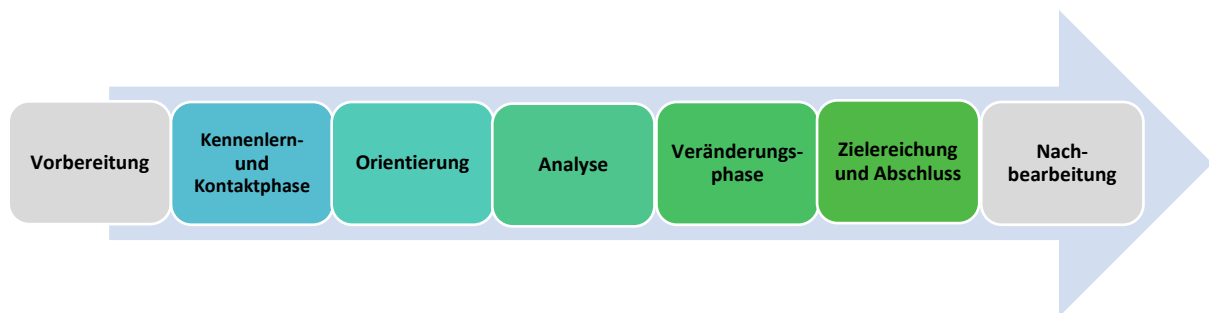 Vorbereitung
Kennenlern-
und
Kontaktphase
Orientierung
Analyse
Veränderungs-
phase
Zielereichung
und Abschluss
Nach-
bearbeitung